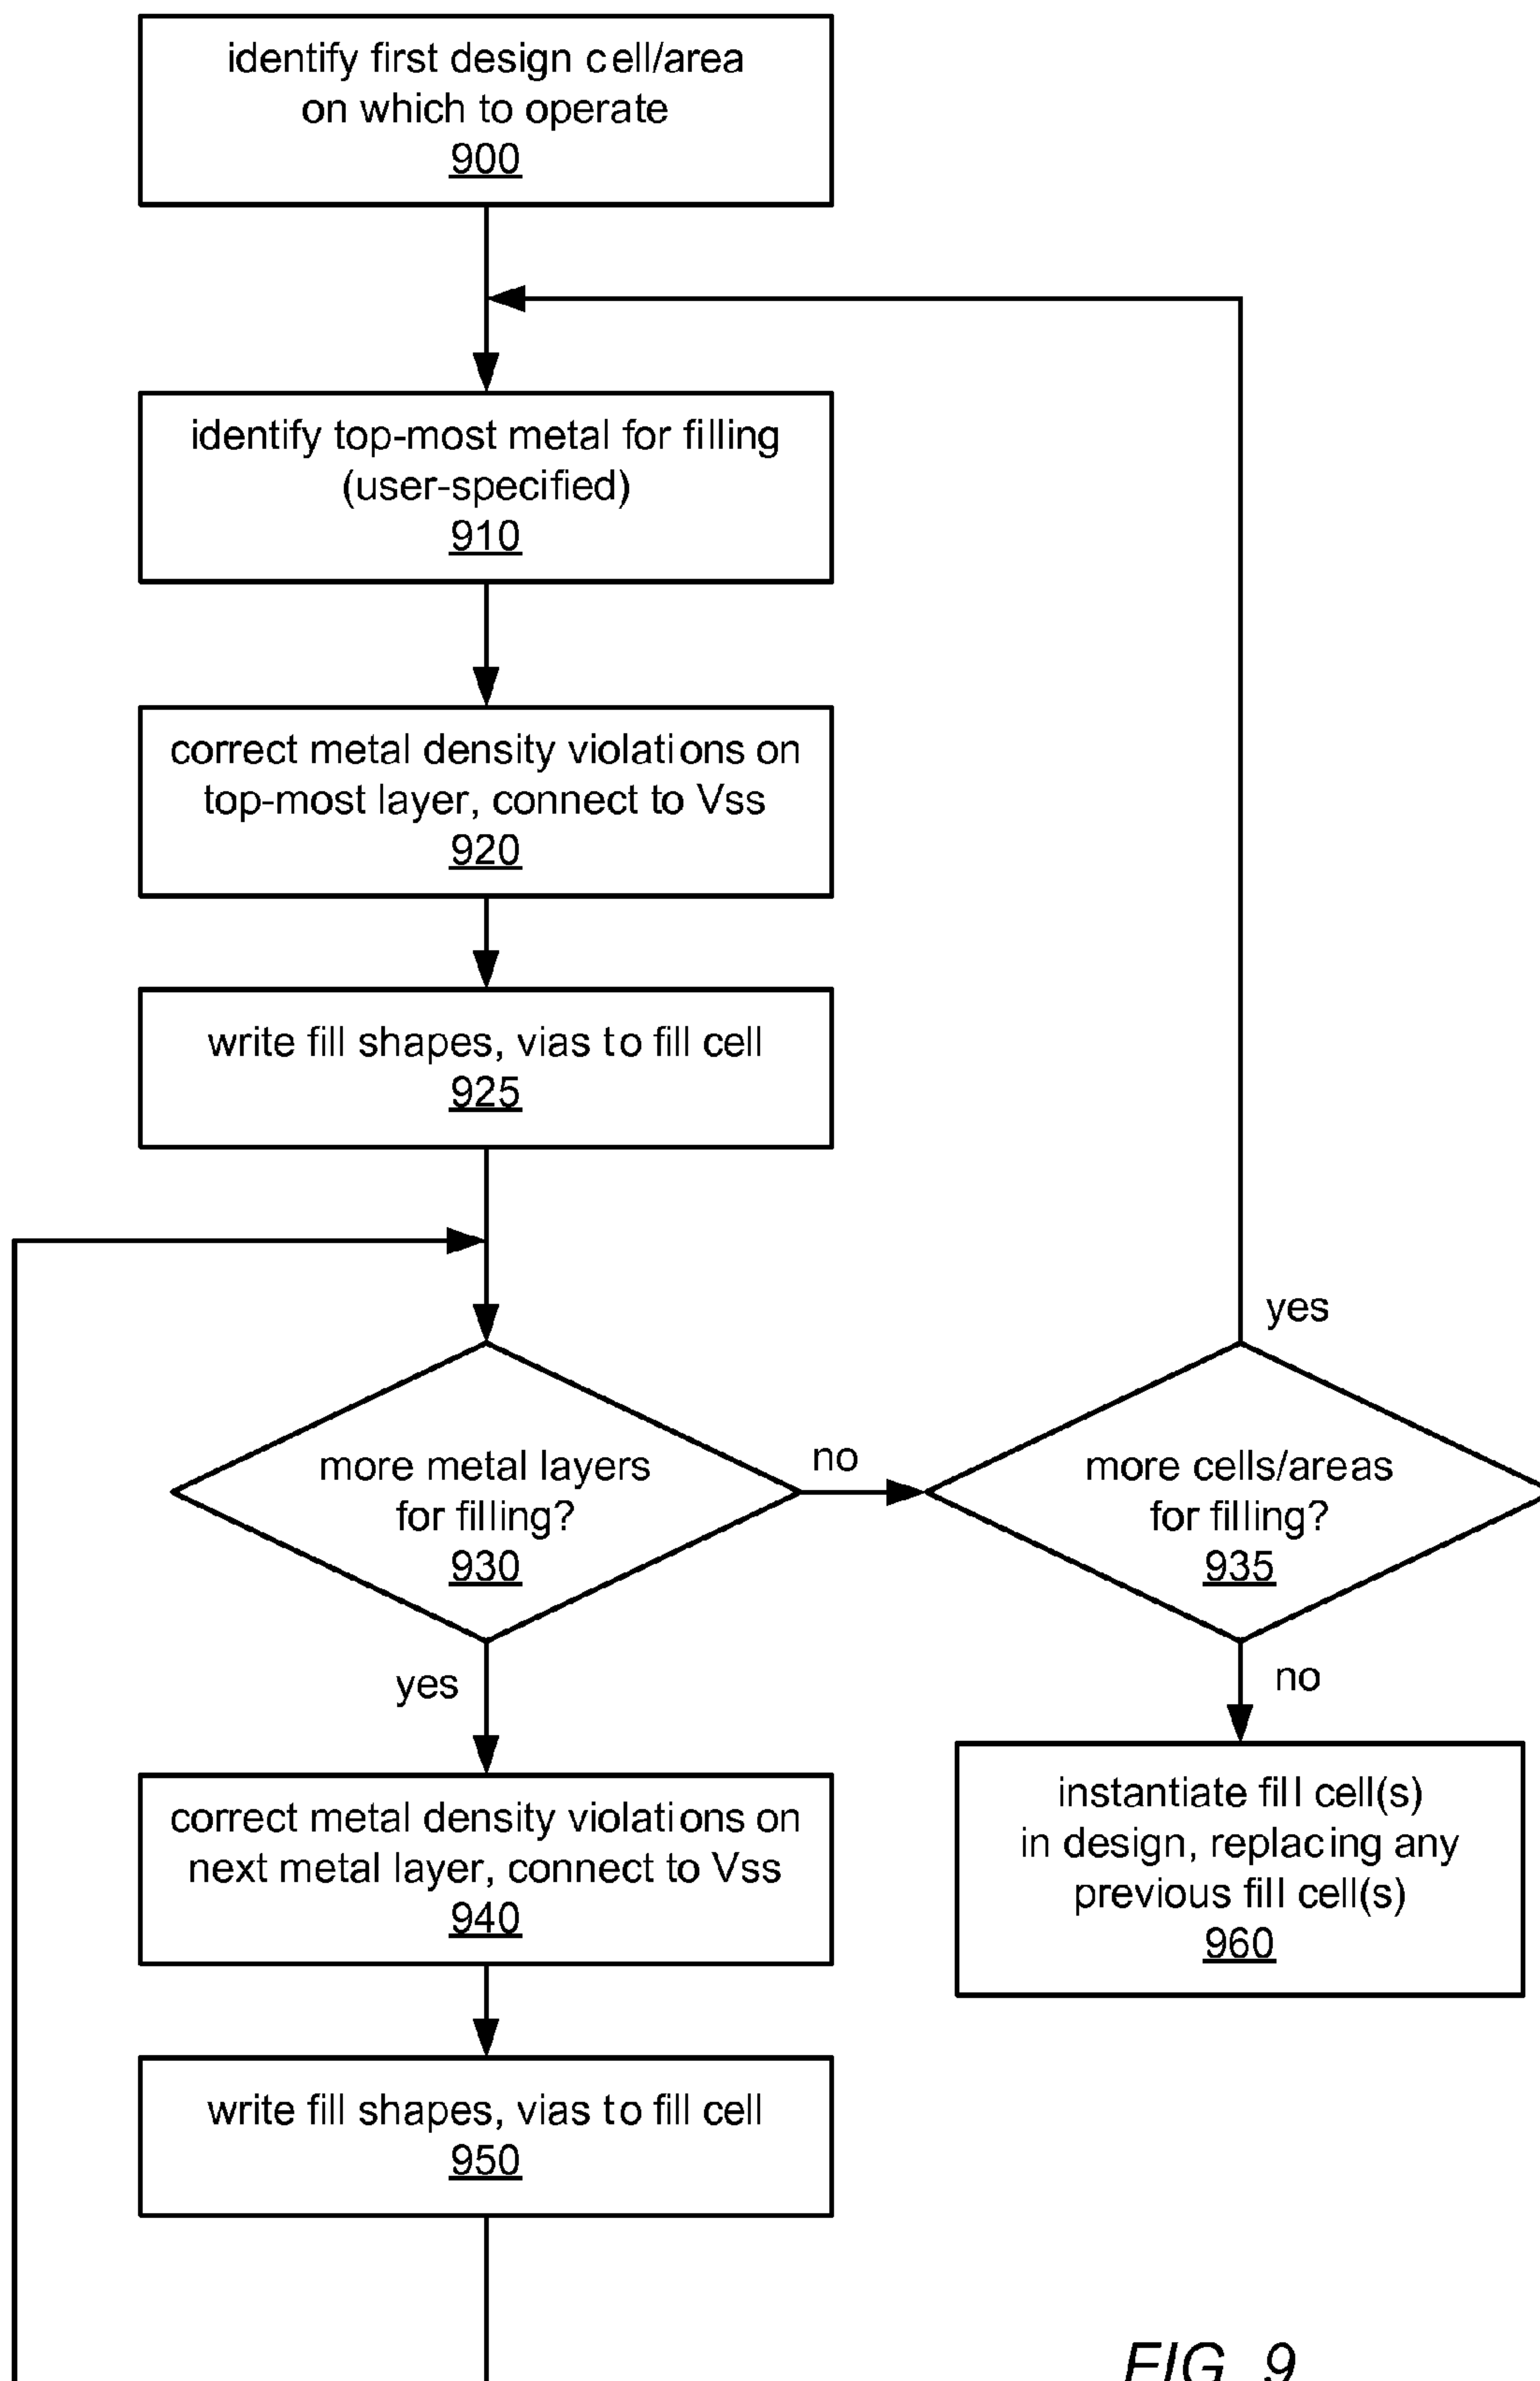 identify first design cell/area
on which to operate
900
identify top-most metal for filling
(user-specified)
910
correct metal density violations on
top-most layer, connect to Vss
920
write fill shapes, vias to fill cell
925
yes
more metal layers
for filling?
930
no
more cells/areas
for filling?
935
yes
no
correct metal density violations on
next metal layer, connect to Vss
940
instantiate fill cell(s)
in design, replacing any
previous fill cell(s)
960
write fill shapes, vias to fill cell
950
FIG. 9